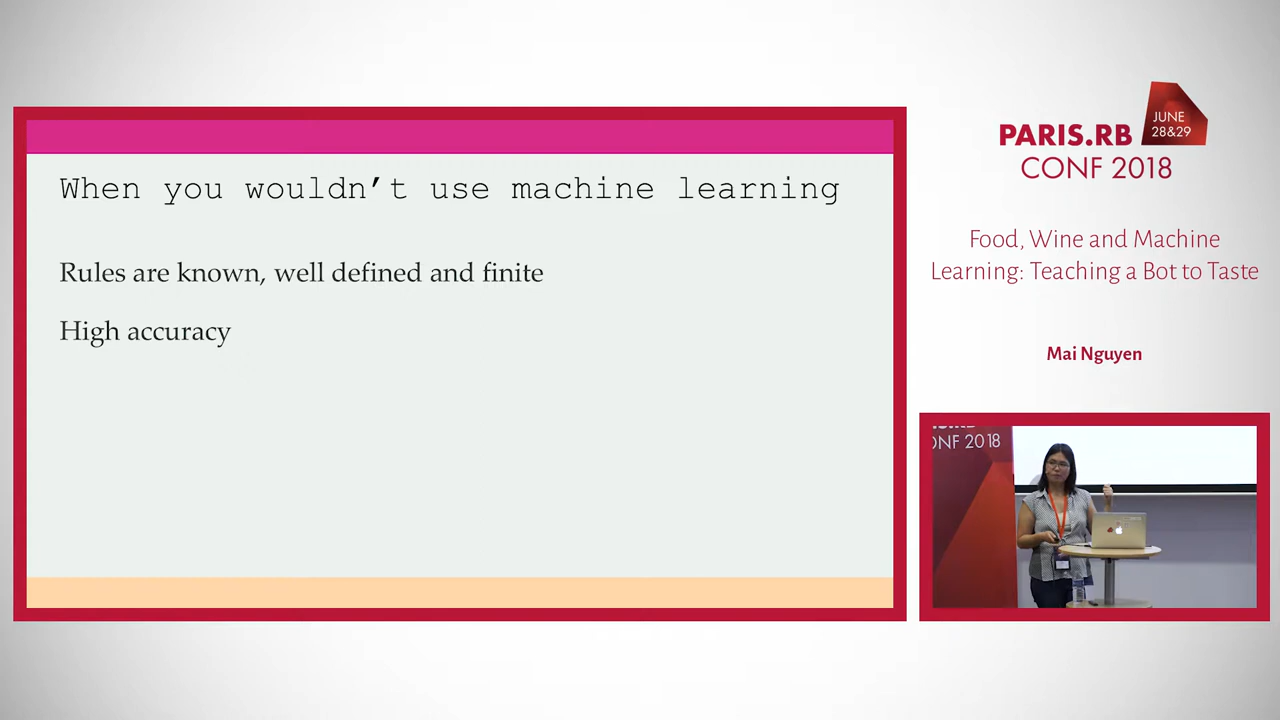 When you wouldn’t use machine learning
Rules are known, well defined and finite
High accuracy
PARIS.RB
JUNE
28&29
CONF 2018
Food, Wine and Machine
Learning: Teaching a Bot to Taste
Mai Nguyen
CONF 2018